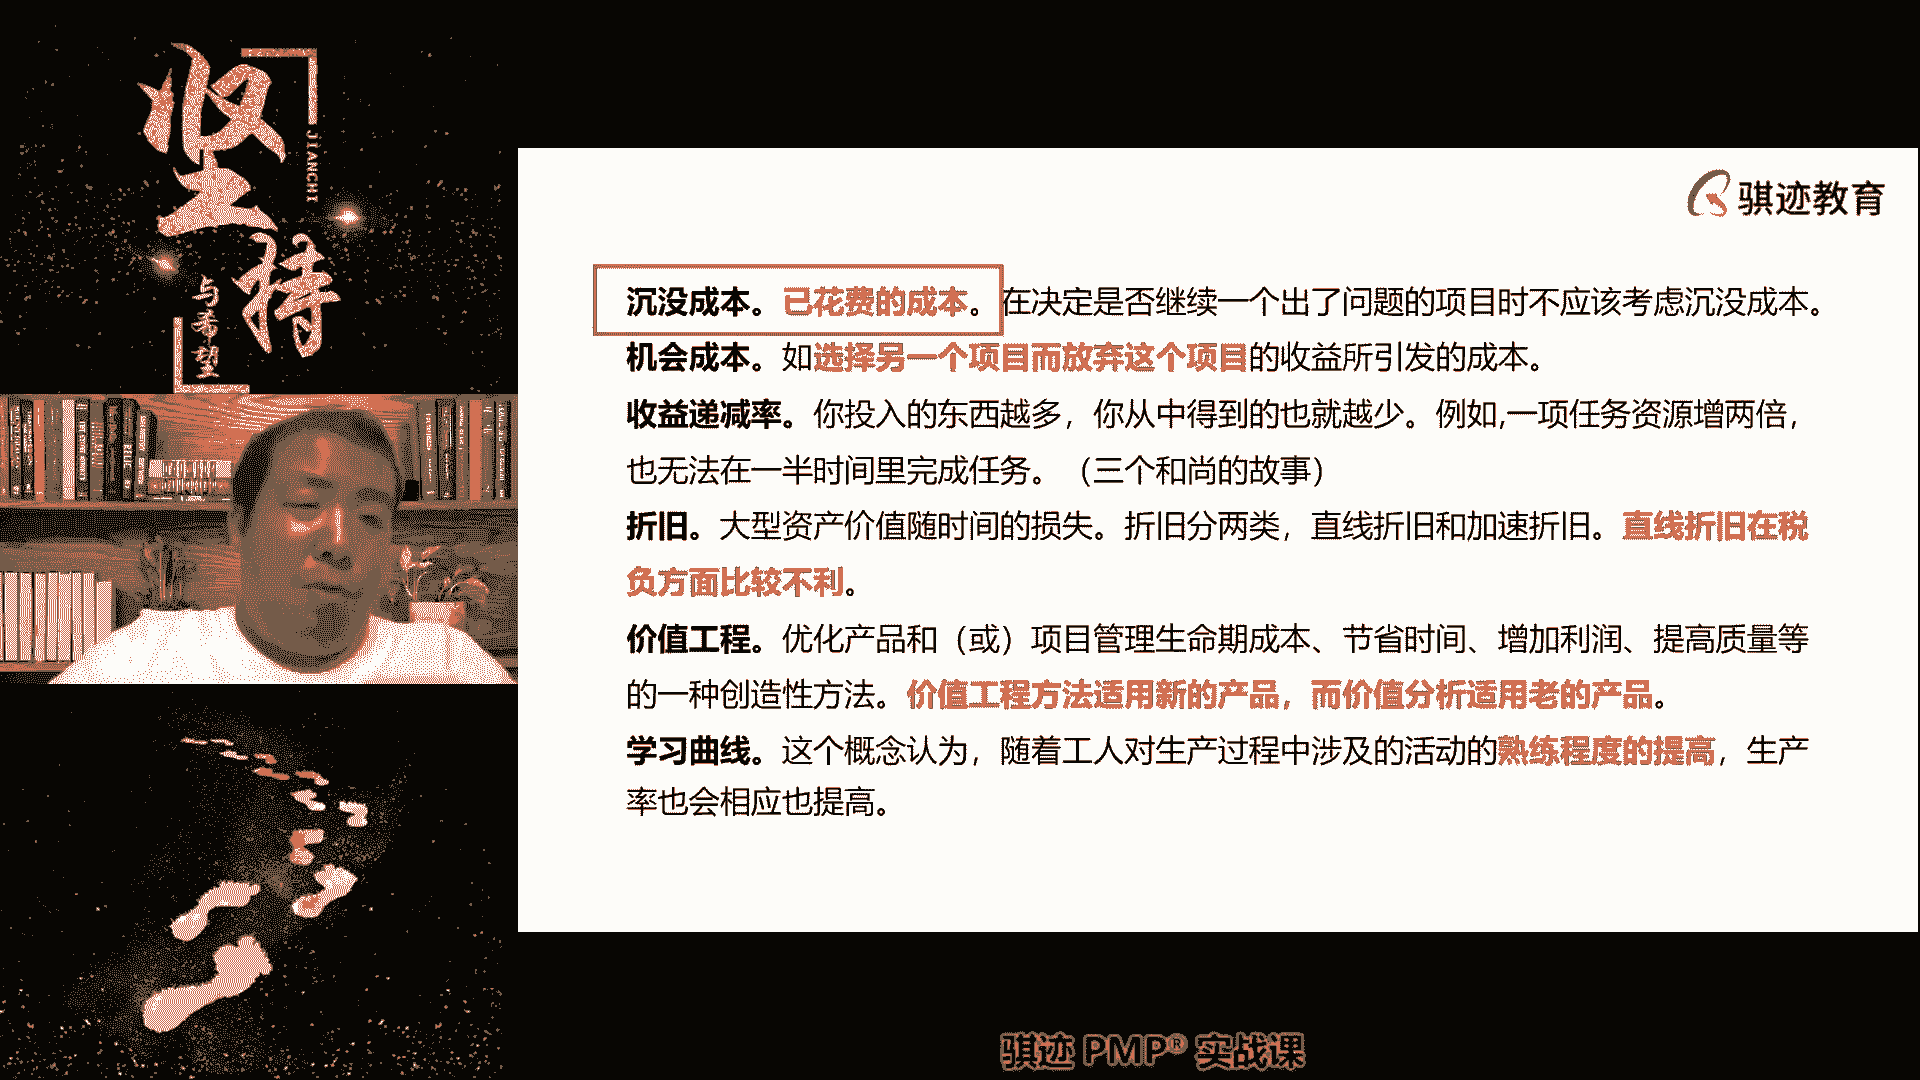 坚持
JIANCHI
与希望
骐迹教育
沉没成本。已花费的成本。在决定是否继续一个出了问题的项目时不应该考虑沉没成本。
机会成本。如选择另一个项目而放弃这个项目的收益所引发的成本。
收益递减率。你投入的东西越多，你从中得到的也就越少。例如,一项任务资源增两倍，
也无法在一半时间里完成任务。（三个和尚的故事）
折旧。大型资产价值随时间的损失。折旧分两类，直线折旧和加速折旧。直线折旧在税
负方面比较不利。
价值工程。优化产品和（或）项目管理生命期成本、节省时间、增加利润、提高质量等
的一种创造性方法。价值工程方法适用新的产品，而价值分析适用老的产品。
学习曲线。这个概念认为，随着工人对生产过程中涉及的活动的熟练程度的提高，生产
率也会相应也提高。
骐迹 PMP® 实战课